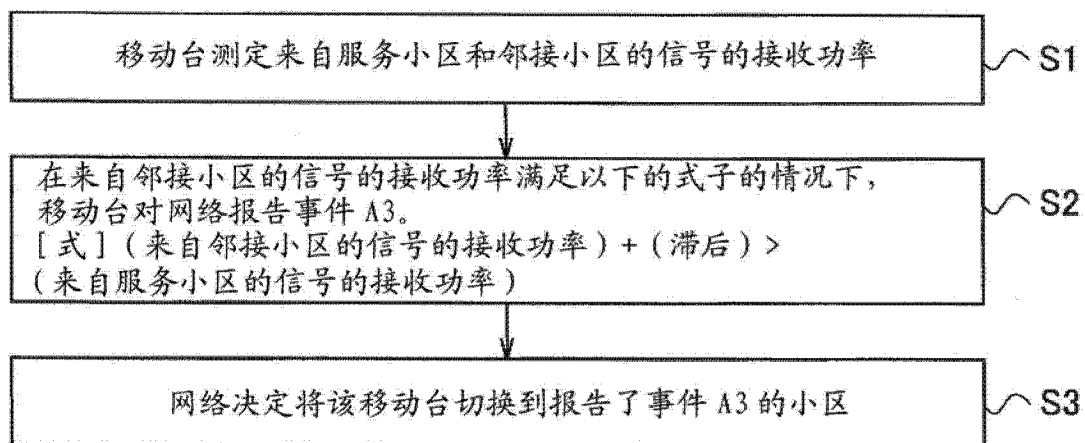 移动台测定来自服务小区和邻接小区的信号的接收功率
S1
在来自邻接小区的信号的接收功率满足以下的式子的情况下，
移动台对网络报告事件 A3。
[式]（来自邻接小区的信号的接收功率）+（滞后）>
（来自服务小区的信号的接收功率）
S2
网络决定将该移动台切换到报告了事件 A3 的小区
S3